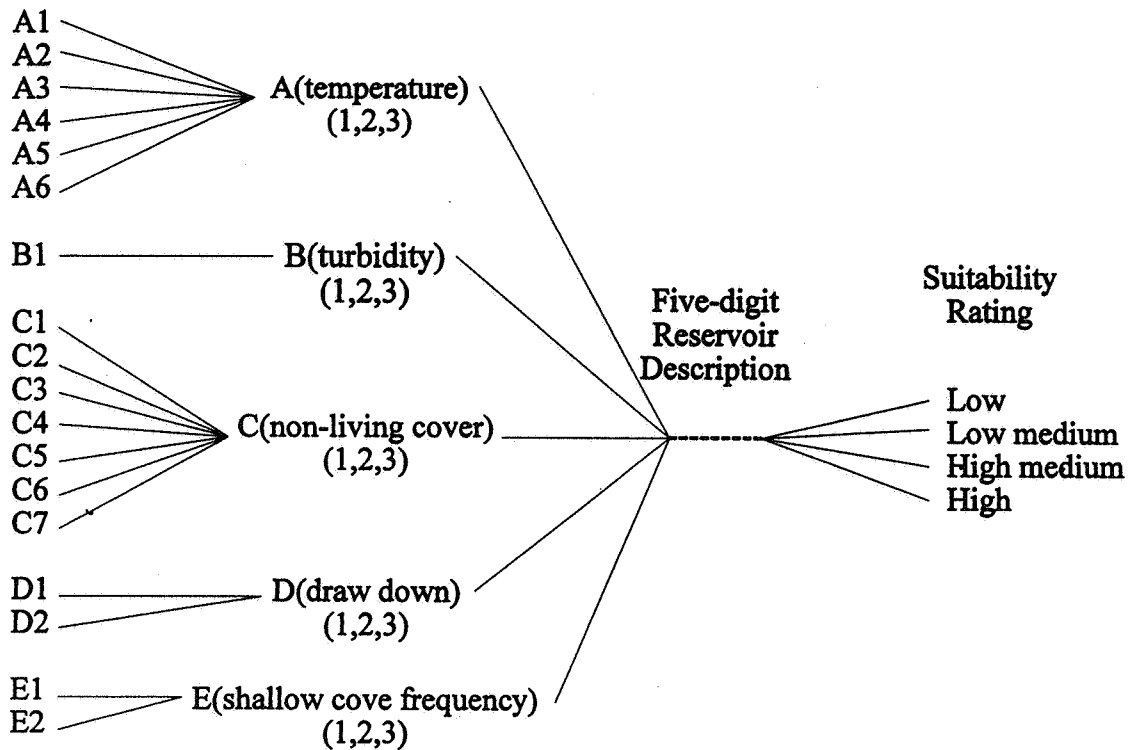 A1
A2
A3
A4
A5
A6
A(temperature)
(1,2,3)
B1
B(turbidity)
(1,2,3)
C1
C2
C3
C4
C5
C6
C7
C(non-living cover)
(1,2,3)
D1
D2
D(draw down)
(1,2,3)
E1
E2
E(shallow cove frequency)
(1,2,3)
Five-digit
Reservoir
Description
Suitability
Rating
Low
Low medium
High medium
High